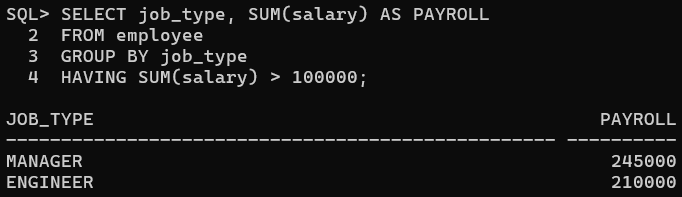 SQL> SELECT job_type, SUM(salary) AS PAYROLL
  2  FROM employee
  3  GROUP BY job_type
  4  HAVING SUM(salary) > 100000;

JOB_TYPE                                              PAYROLL
-------------------------------------------------- ----------
MANAGER                                                245000
ENGINEER                                               210000